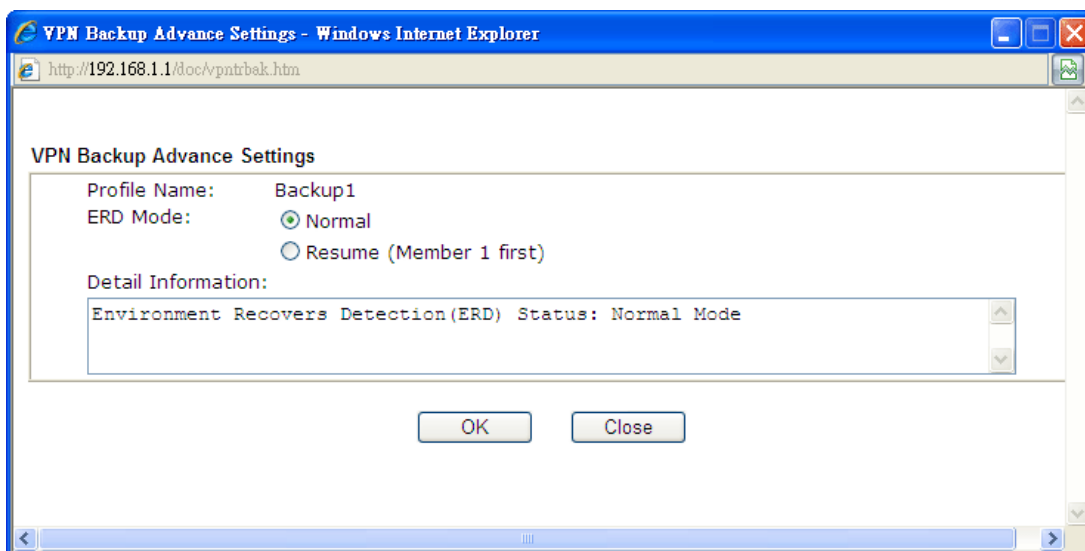 VPN Backup Advance Settings - Windows Internet Explorer
http://192.168.1.1/doc/vpntrbak.htm
VPN Backup Advance Settings
Profile Name: Backup1
ERD Mode: Normal
Resume (Member 1 first)
Detail Information:
Environment Recovers Detection(ERD) Status: Normal Mode
OK Close